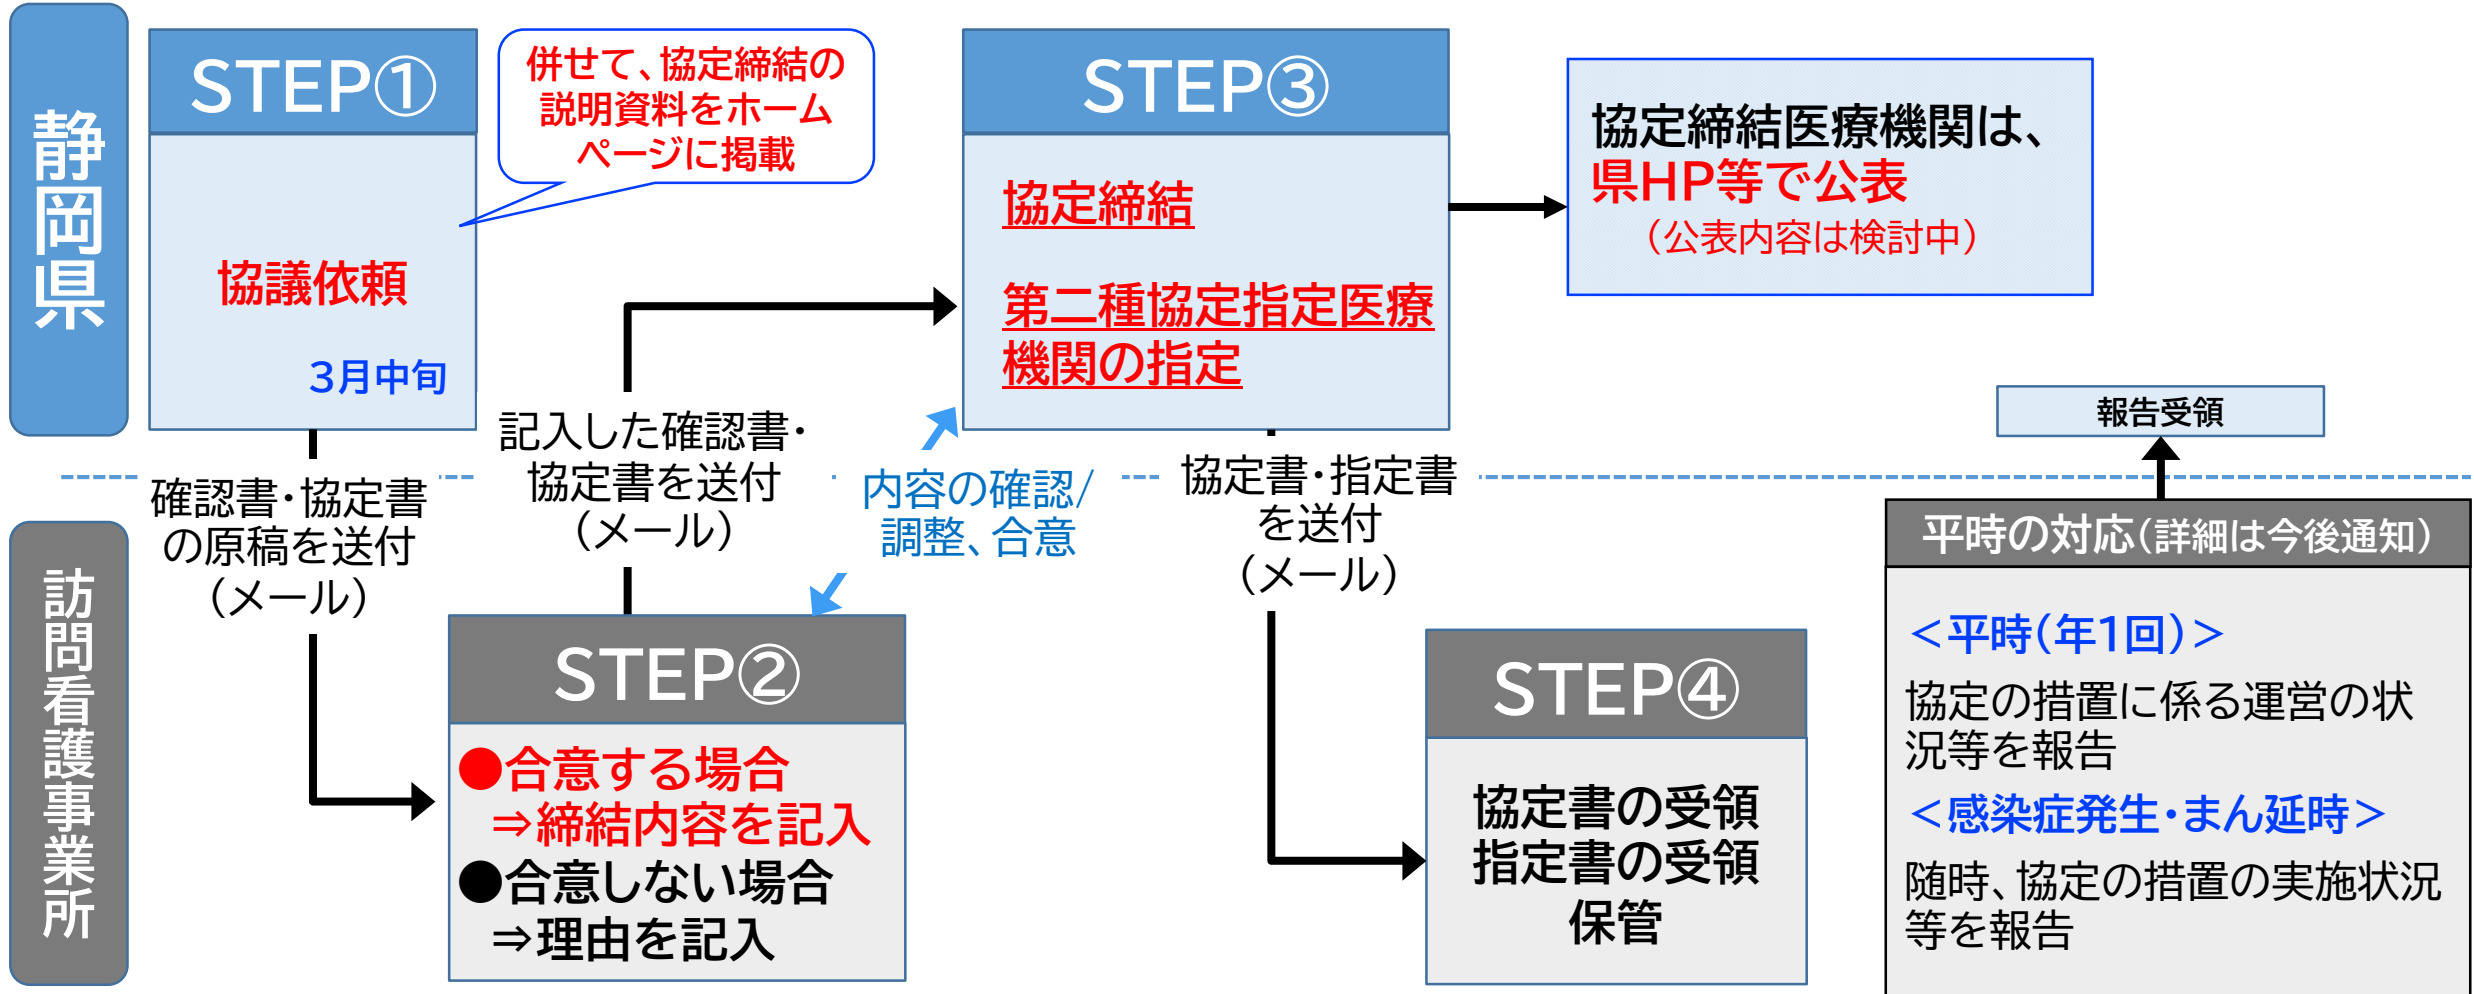 静岡県
STEP①
協議依頼
3月中旬
併せて、協定締結の
説明資料をホーム
ページに掲載
確認書・協定書
の原稿を送付
（メール）
訪問看護事業所
STEP②
●合意する場合
⇒締結内容を記入
●合意しない場合
⇒理由を記入
記入した確認書・
協定書を送付
（メール）
内容の確認/
調整、合意
STEP③
協定締結
第二種協定指定医療
機関の指定
協定締結医療機関は、
県HP等で公表
（公表内容は検討中）
協定書・指定書
を送付
（メール）
STEP④
協定書の受領
指定書の受領
保管
報告受領
平時の対応（詳細は今後通知）
＜平時（年1回）＞
協定の措置に係る運営の状
況等を報告
＜感染症発生・まん延時＞
随時、協定の措置の実施状況
等を報告